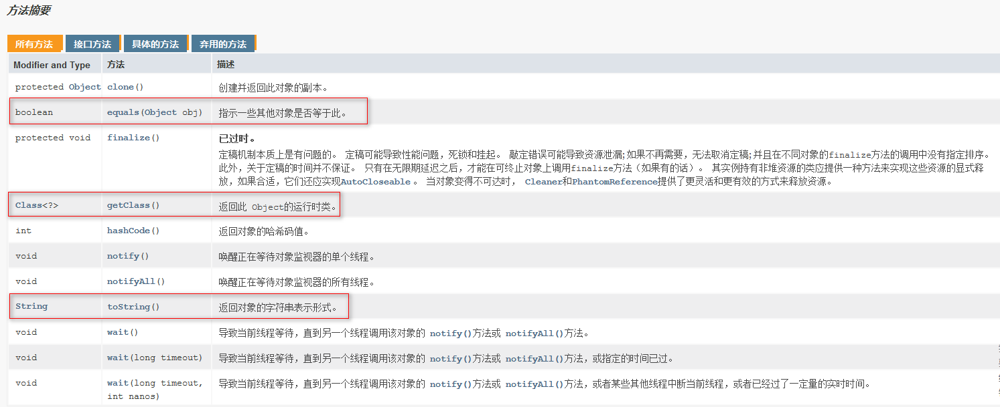 方法摘要
所有方法 接口方法 具体的方法 弃用的方法
Modifier and Type 方法 描述
protected Object clone() 创建并返回此对象的副本。
boolean equals(Object obj) 指示一些其他对象是否等于此。
protected void finalize() 已过时。
定稿机制本质上是有问题的。 定稿可能导致性能问题，死锁和挂起。 敲定错误可能导致资源泄漏;如果不再需要，无法取消定稿;并且在不同对象的finalize方法的调用中没有指定排序。
此外，关于定稿的时间并不保证。 只有在无限期延迟之后，才能在可终止对象上调用finalize方法（如果有的话）。 其实例持有非堆资源的类应提供一种方法来实现这些资源的显式释
放，如果合适，它们还应实现AutoCloseable 。 当对象变得不可达时， Cleaner和PhantomReference提供了更灵活和更有效的方式来释放资源。
Class<?> getClass() 返回此 Object的运行时类。
int hashCode() 返回对象的哈希码值。
void notify() 唤醒正在等待对象监视器的单个线程。
void notifyAll() 唤醒正在等待对象监视器的所有线程。
String toString() 返回对象的字符串表示形式。
void wait() 导致当前线程等待，直到另一个线程调用该对象的 notify()方法或 notifyAll()方法。
void wait(long timeout) 导致当前线程等待，直到另一个线程调用该对象的 notify()方法或 notifyAll()方法，或指定的时间已过。
void wait(long timeout, 导致当前线程等待，直到另一个线程调用该对象的 notify()方法或 notifyAll()方法，或者某些其他线程中断当前线程，或者已经过了一定量的实时时间。
int nanos)